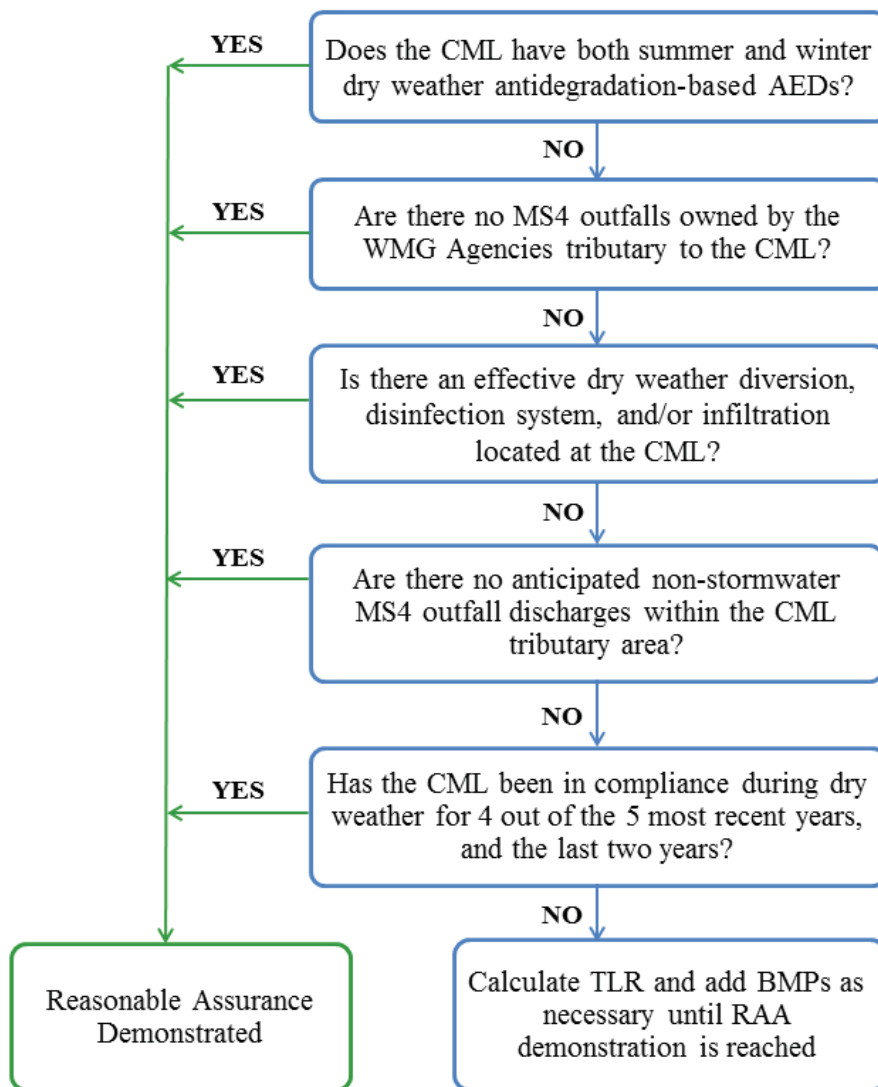 YES
Does the CML have both summer and winter
dry weather antidegradation-based AEDs?
NO
YES
Are there no MS4 outfalls owned by the
WMG Agencies tributary to the CML?
NO
YES
Is there an effective dry weather diversion,
disinfection system, and/or infiltration
located at the CML?
NO
YES
Are there no anticipated non-stormwater
MS4 outfall discharges within the CML
tributary area?
NO
YES
Has the CML been in compliance during dry
weather for 4 out of the 5 most recent years,
and the last two years?
NO
Reasonable Assurance
Demonstrated
Calculate TLR and add BMPs as
necessary until RAA
demonstration is reached